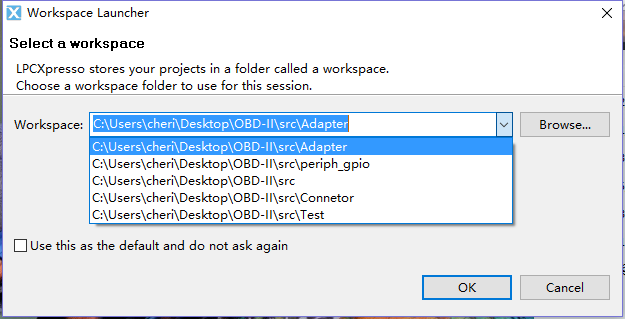 Workspace Launcher
Select a workspace
LPCXpresso stores your projects in a folder called a workspace.
Choose a workspace folder to use for this session.
Workspace: C:\Users\cheri\Desktop\OBD-II\src\Adapter Browse...
C:\Users\cheri\Desktop\OBD-II\src\Adapter
C:\Users\cheri\Desktop\OBD-II\src\periph_gpio
C:\Users\cheri\Desktop\OBD-II\src
C:\Users\cheri\Desktop\OBD-II\src\Connetor
C:\Users\cheri\Desktop\OBD-II\src\Test
Use this as the default and do not ask again
OK Cancel